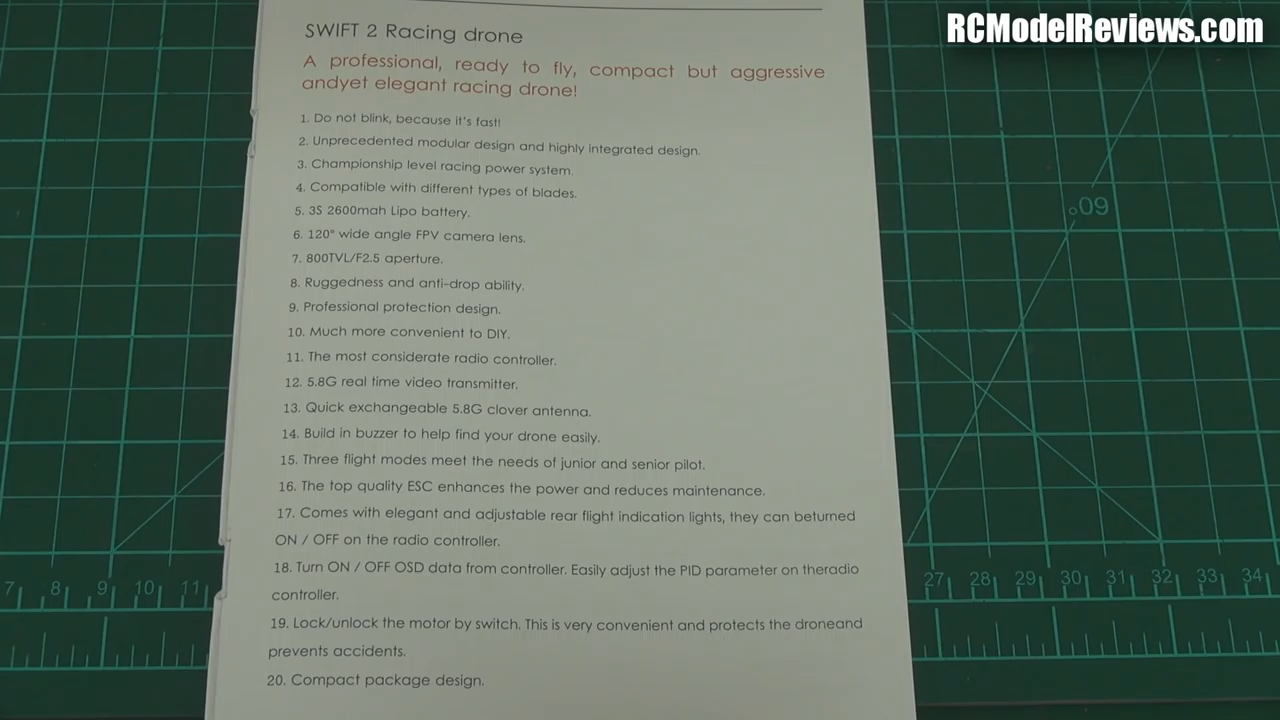 RCModelReviews.com
SWIFT 2 Racing drone
A professional, ready to fly, compact but aggressive
andyet elegant racing drone!
1. Do not blink, because it's fast!
2. Unprecedented modular design and highly integrated design.
3. Championship level racing power system.
4. Compatible with different types of blades.
5. 3S 2600mah Lipo battery.
6. 120° wide angle FPV camera lens.
7. 800TVL/F2.5 aperture.
8. Ruggedness and anti-drop ability.
9. Professional protection design.
10. Much more convenient to DIY.
11. The most considerate radio controller.
12. 5.8G real time video transmitter.
13. Quick exchangeable 5.8G clover antenna.
14. Build in buzzer to help find your drone easily.
15. Three flight modes meet the needs of junior and senior pilot.
16. The top quality ESC enhances the power and reduces maintenance.
17. Comes with elegant and adjustable rear flight indication lights, they can beturned
ON / OFF on the radio controller.
18. Turn ON / OFF OSD data from controller. Easily adjust the PID parameter on theradio
controller.
19. Lock/unlock the motor by switch. This is very convenient and protects the droneand
prevents accidents.
20. Compact package design.
60°
7 8 9 10 11
27 28 29 30 31 32 33 34